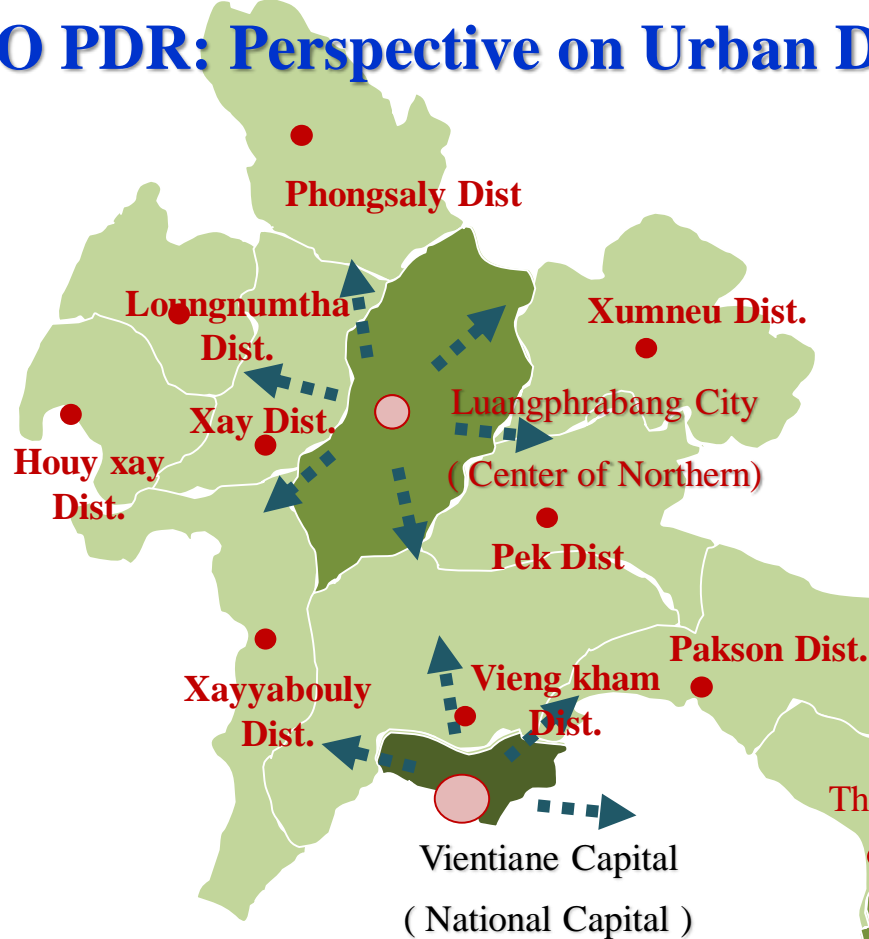 O PDR: Perspective on Urban D
Phongsaly Dist
Loungnumtha
Dist.
Xumneu Dist.
Xay Dist.
Luangphrabang City
Houy xay
Dist.
( Center of Northern)
Pek Dist
Pakson Dist.
Xayyabouly
Dist.
Vieng kham
Dist.
Th
Vientiane Capital
( National Capital )